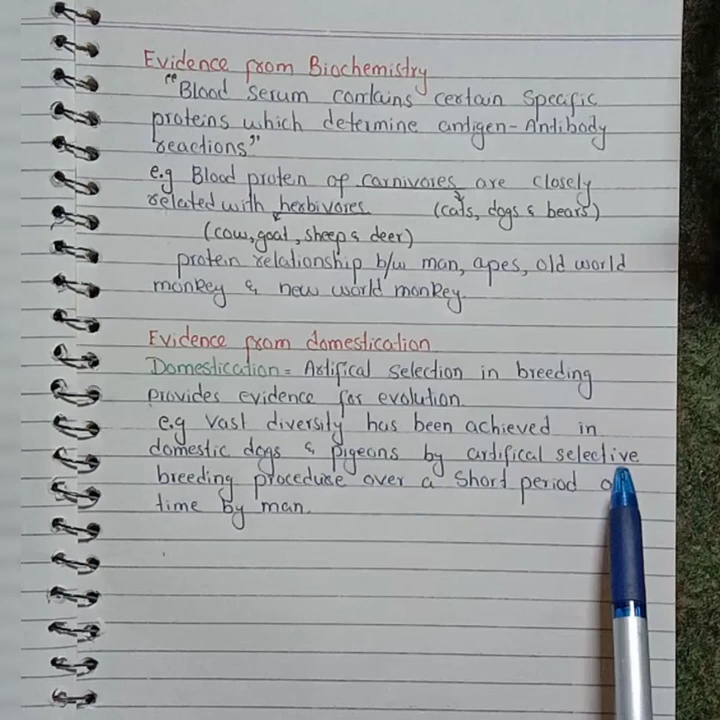 Evidence from Biochemistry
"Blood Serum contains certain specific
proteins which determine antigen-Antibody
reactions"
e.g Blood proten of carnivores are closely
related with herbivores (cats, dogs & bears)
(cow, goat, sheep & deer)
protein relationship b/w man, apes, old world
monkey & new world monkey.
Evidence from domestication
Domestication = Artifical selection in breeding
provides evidence for evolution.
e.g vast diversity has been achieved in
domestic dogs & pigeons by artifical selective
breeding procedure over a short period o
time by man.